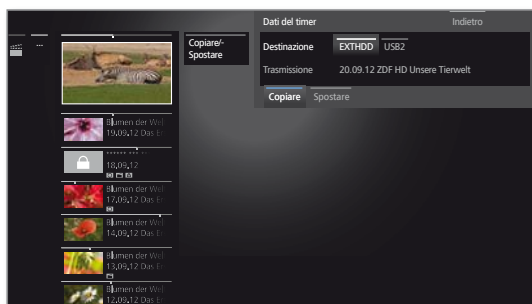 Dati del timer
Indietro
...
Copiare/-
Spostare
Destinazione
EXTHDD
USB2
Trasmissione
20.09.12 ZDF HD Unsere Tierwelt
Copiare
Spostare
Blumen der Wel
19.09.12 Das Er
18.09.12
Blumen der Wel
17.09.12 Das Er
Blumen der Wel
14.09.12 Das Er
Blumen der Wel
13.09.12 Das Er
Blumen der Wel
12.09.12 Das Er